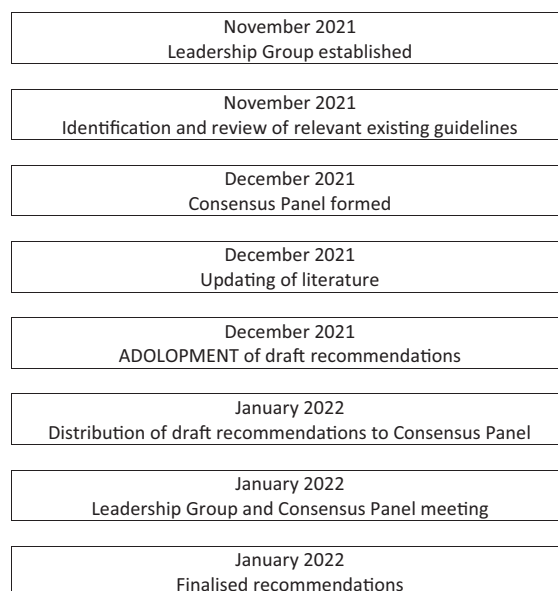 November 2021
Leadership Group established
November 2021
Identification and review of relevant existing guidelines
December 2021
Consensus Panel formed
December 2021
Updating of literature
December 2021
ADOLOPMENT of draft recommendations
January 2022
Distribution of draft recommendations to Consensus Panel
January 2022
Leadership Group and Consensus Panel meeting
January 2022
Finalised recommendations